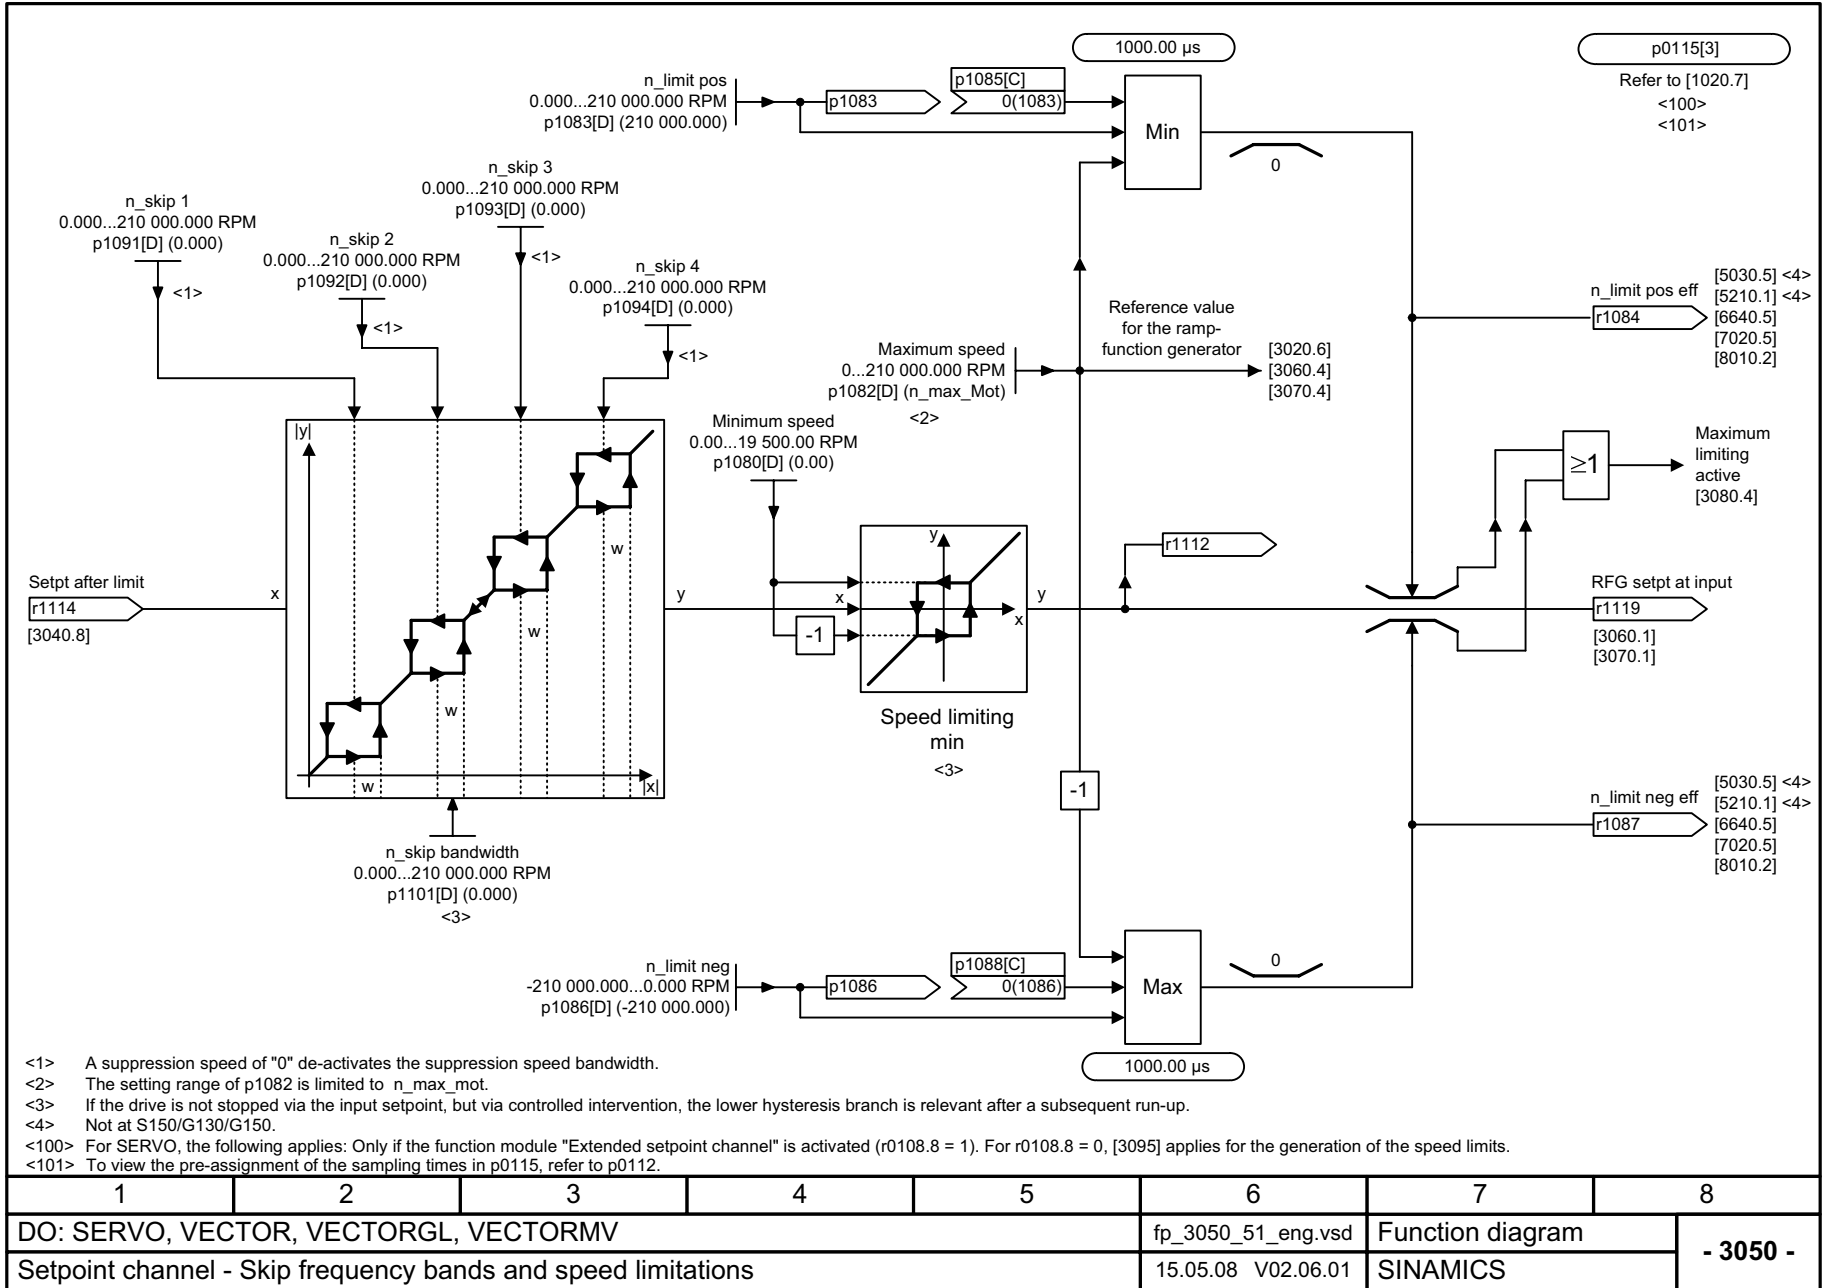 1000.00 µs
p0115[3]
Refer to [1020.7]
<100>
<101>
n_limit pos
0.000...210 000.000 RPM
p1083[D] (210 000.000)
p1083
p1085[C]
0(1083)
Min
0
n_skip 1
0.000...210 000.000 RPM
p1091[D] (0.000)
<1>
n_skip 2
0.000...210 000.000 RPM
p1092[D] (0.000)
<1>
n_skip 3
0.000...210 000.000 RPM
p1093[D] (0.000)
<1>
n_skip 4
0.000...210 000.000 RPM
p1094[D] (0.000)
<1>
Maximum speed
0...210 000.000 RPM
p1082[D] (n_max_Mot)
<2>
Reference value
for the ramp-
function generator
[3020.6]
[3060.4]
[3070.4]
n_limit pos eff
r1084
[5030.5] <4>
[5210.1] <4>
[6640.5]
[7020.5]
[8010.2]
Minimum speed
0.00...19 500.00 RPM
p1080[D] (0.00)
|y|
w
w
w
w
|x|
Setpt after limit
r1114
[3040.8]
x
y
x
-1
y
x
y
Speed limiting
min
<3>
r1112
≥1
Maximum
limiting
active
[3080.4]
RFG setpt at input
r1119
[3060.1]
[3070.1]
-1
n_limit neg eff
r1087
[5030.5] <4>
[5210.1] <4>
[6640.5]
[7020.5]
[8010.2]
n_skip bandwidth
0.000...210 000.000 RPM
p1101[D] (0.000)
<3>
n_limit neg
-210 000.000...0.000 RPM
p1086[D] (-210 000.000)
p1086
p1088[C]
0(1086)
Max
0
1000.00 µs
<1> A suppression speed of "0" de-activates the suppression speed bandwidth.
<2> The setting range of p1082 is limited to n_max_mot.
<3> If the drive is not stopped via the input setpoint, but via controlled intervention, the lower hysteresis branch is relevant after a subsequent run-up.
<4> Not at S150/G130/G150.
<100> For SERVO, the following applies: Only if the function module "Extended setpoint channel" is activated (r0108.8 = 1). For r0108.8 = 0, [3095] applies for the generation of the speed limits.
<101> To view the pre-assignment of the sampling times in p0115, refer to p0112.
1 2 3 4 5 6 7 8
DO: SERVO, VECTOR, VECTORGL, VECTORMV
fp_3050_51_eng.vsd
Function diagram
- 3050 -
Setpoint channel - Skip frequency bands and speed limitations
15.05.08 V02.06.01
SINAMICS